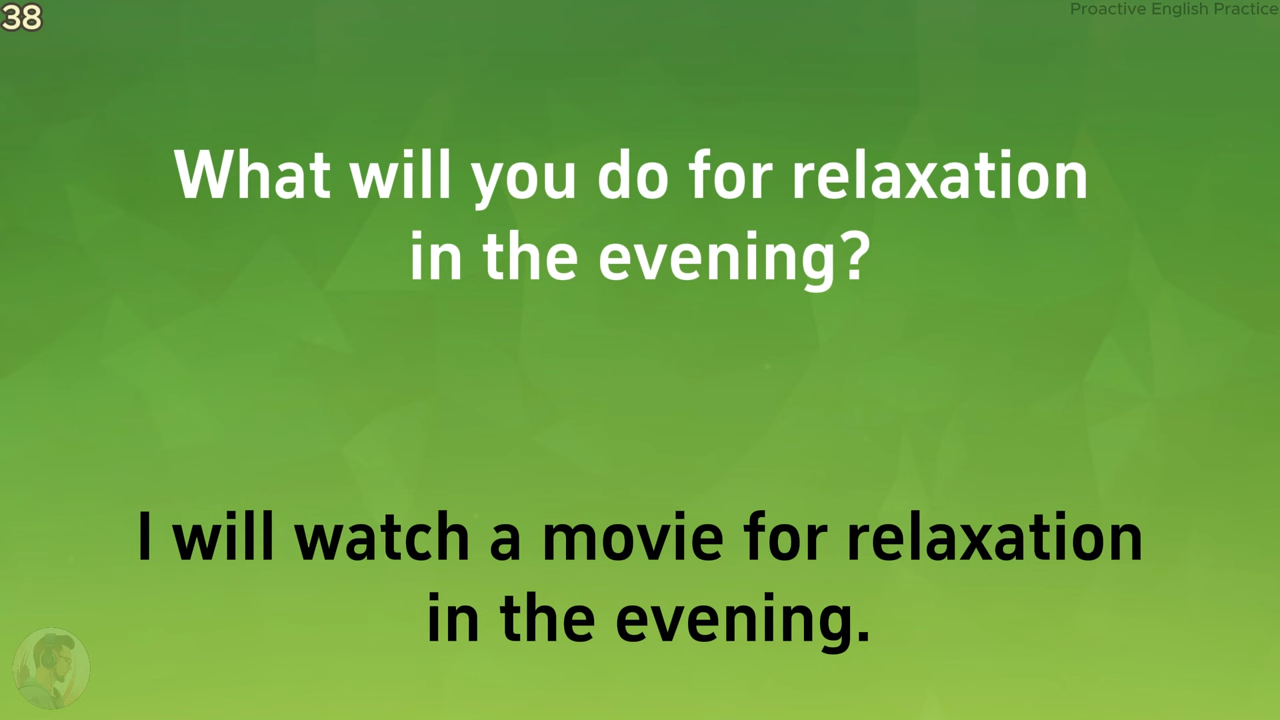 38
Proactive English Practice
What will you do for relaxation
in the evening?
I will watch a movie for relaxation
in the evening.